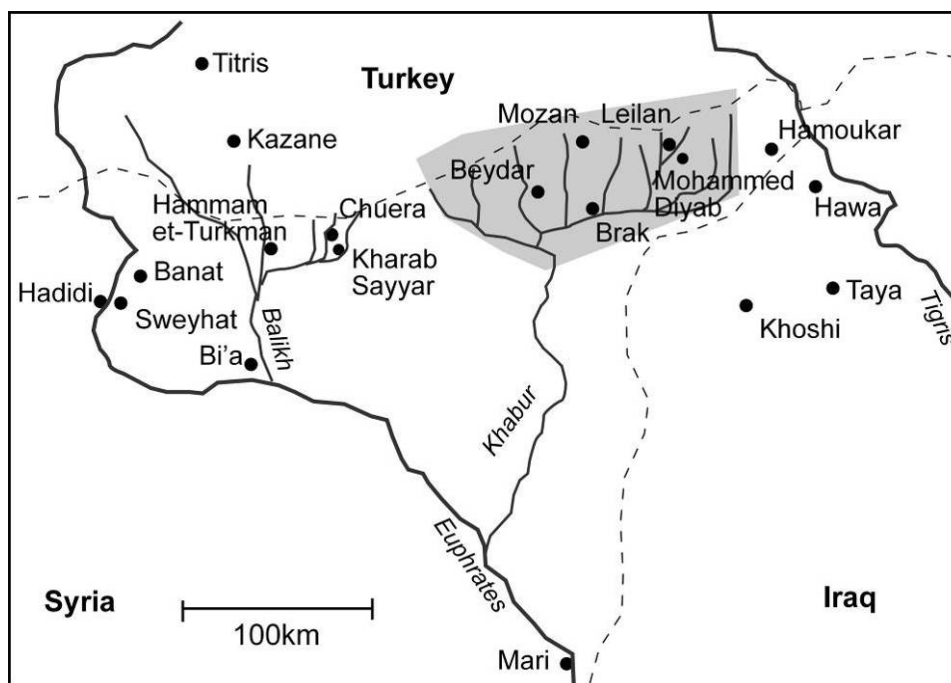 Titris
Turkey
Kazane
Mozan
Leilan
Hamoukar
Beydar
Mohammed
Diyab
Hawa
Hammam
et-Turkman
Chuera
Brak
Kharab
Sayyar
Banat
Hadidi
Sweyhat
Taya
Khoshi
Tigris
Balikh
Bi'a
Khabur
Euphrates
Syria
100km
Iraq
Mari